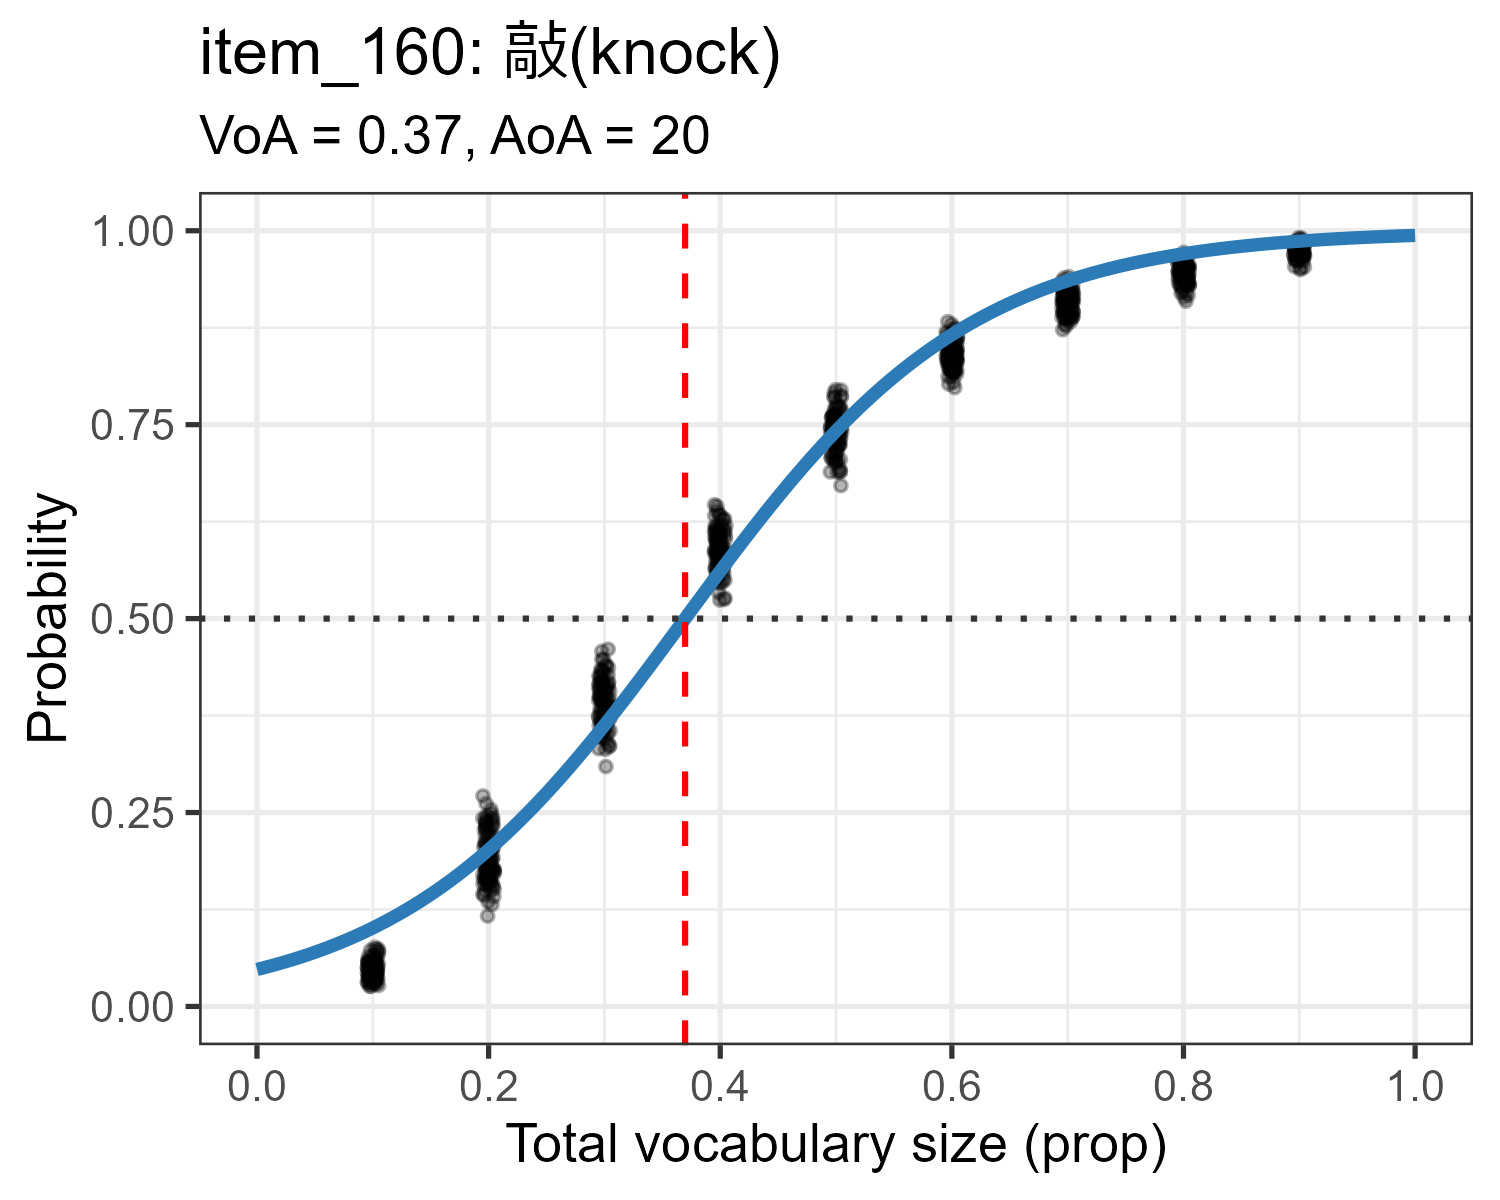 item_160: 敲(knock)
VoA = 0.37, AoA = 20
1.00
0.75
0.50
0.25
0.00
Probability
0.0 0.2 0.4 0.6 0.8 1.0
Total vocabulary size (prop)